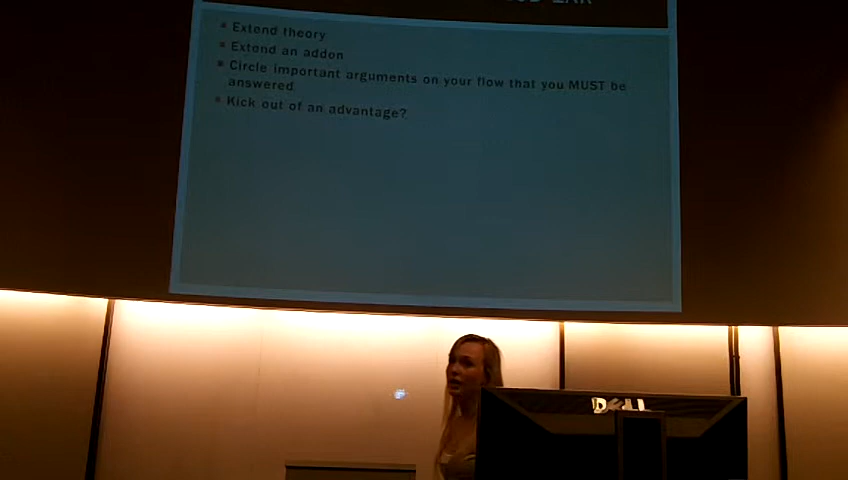 Extend theory
Extend an addon
Circle important arguments on your flow that you MUST be
answered
Kick out of an advantage?
DELL